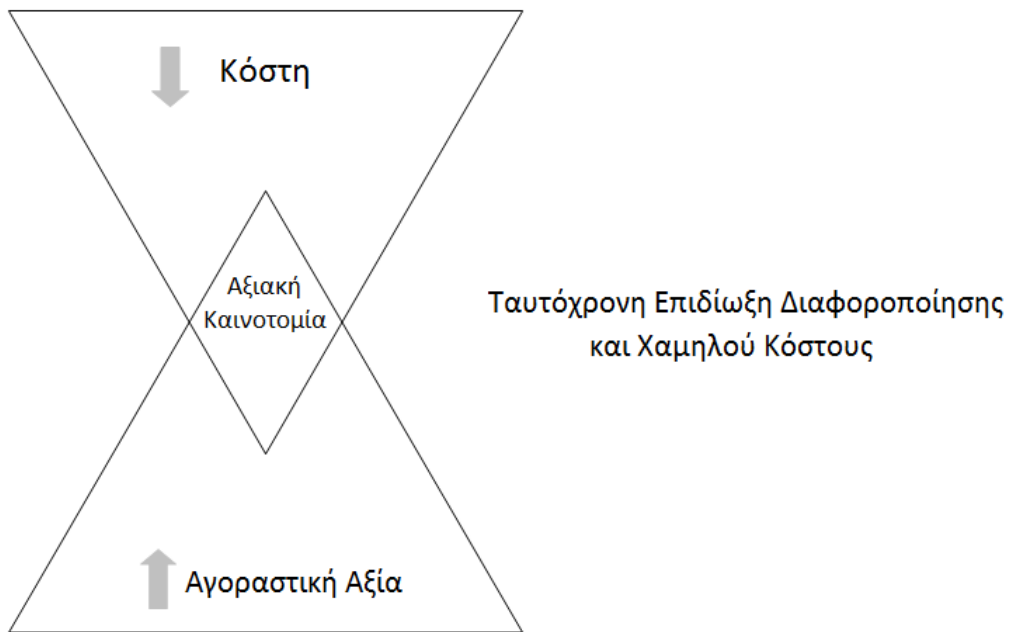 Κόστη
Αξιακή
Καινοτομία
Ταυτόχρονη Επιδίωξη Διαφοροποίησης
και Χαμηλού Κόστους
Αγοραστική Αξία